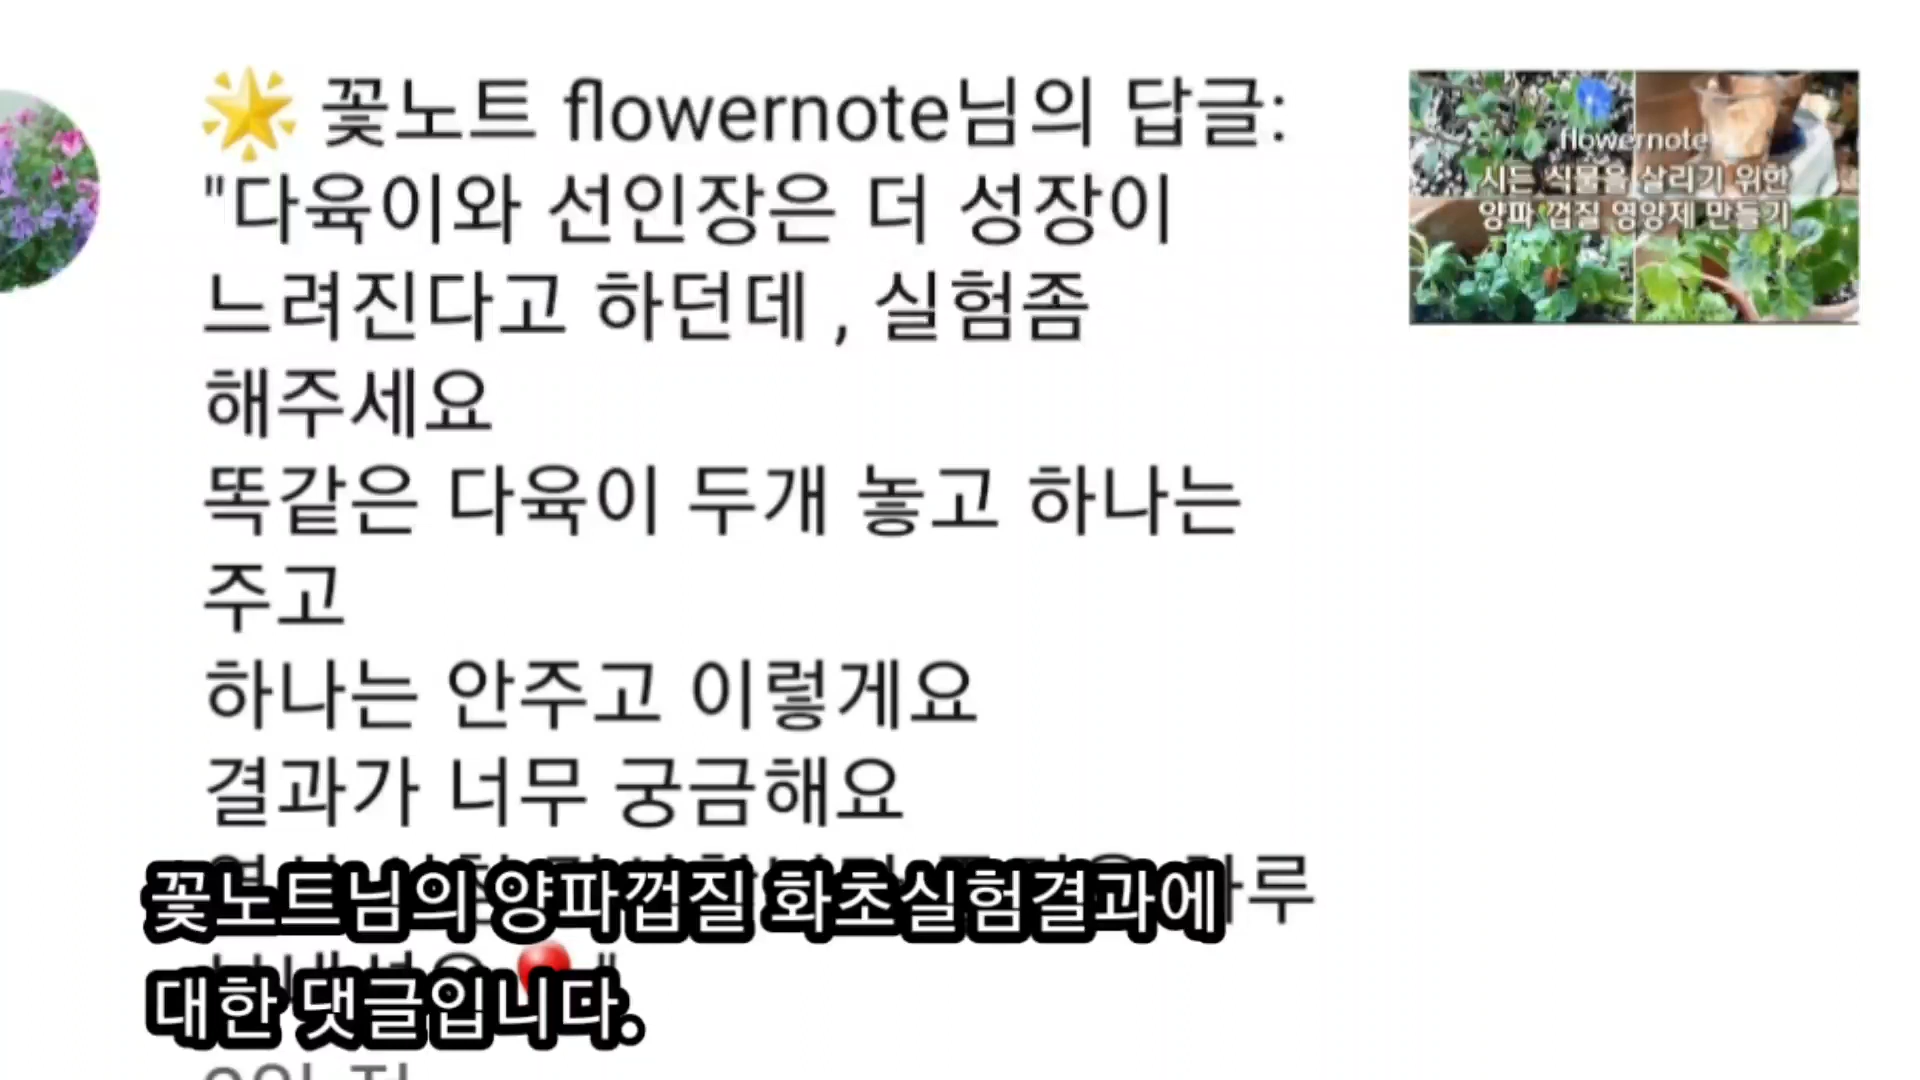 🌟 꽃노트 flowernote님의 답글:
"다육이와 선인장은 더 성장이
느려진다고 하던데 , 실험좀
해주세요
똑같은 다육이 두개 놓고 하나는
주고
하나는 안주고 이렇게요
결과가 너무 궁금해요
꽃노트님의 양파껍질 화초실험결과에
대한 댓글입니다.
flowernote
시든 식물을 살리기 위한
양파 껍질 영양제 만들기